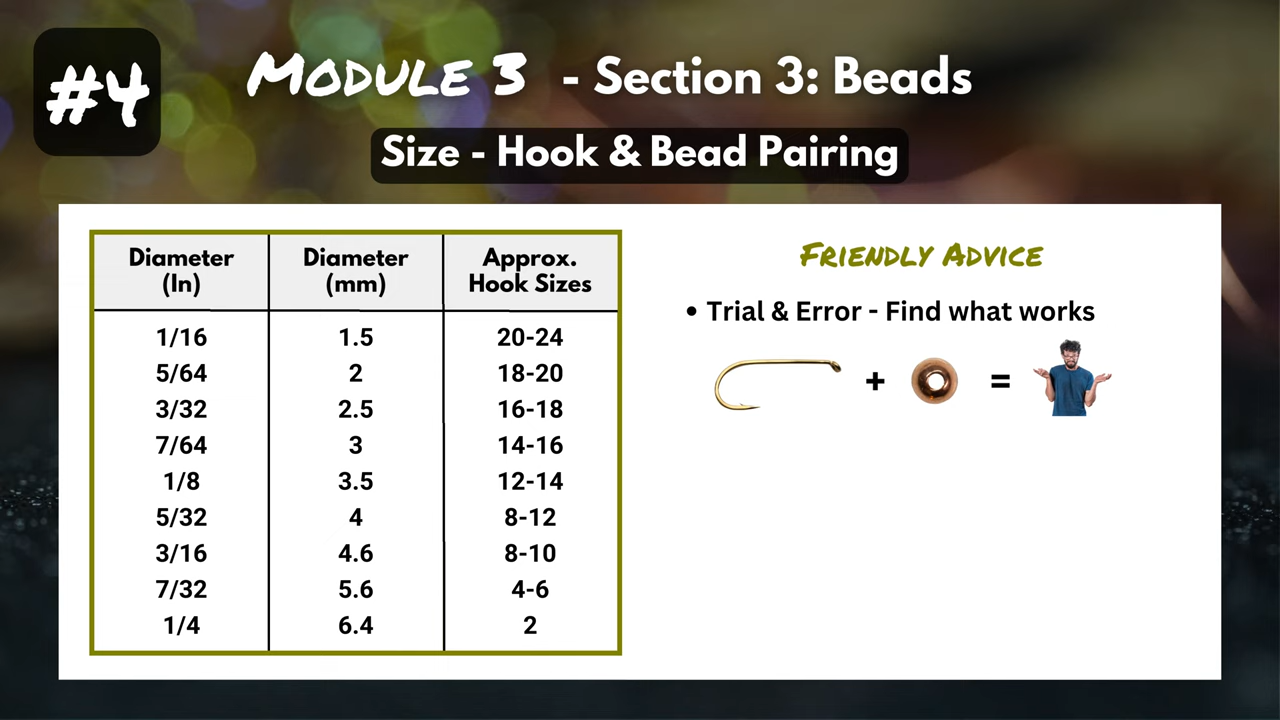 #4
Module 3 - Section 3: Beads
Size - Hook & Bead Pairing
Diameter (In) Diameter (mm) Approx. Hook Sizes
1/16 1.5 20-24
5/64 2 18-20
3/32 2.5 16-18
7/64 3 14-16
1/8 3.5 12-14
5/32 4 8-12
3/16 4.6 8-10
7/32 5.6 4-6
1/4 6.4 2
Friendly Advice
• Trial & Error - Find what works
+ =